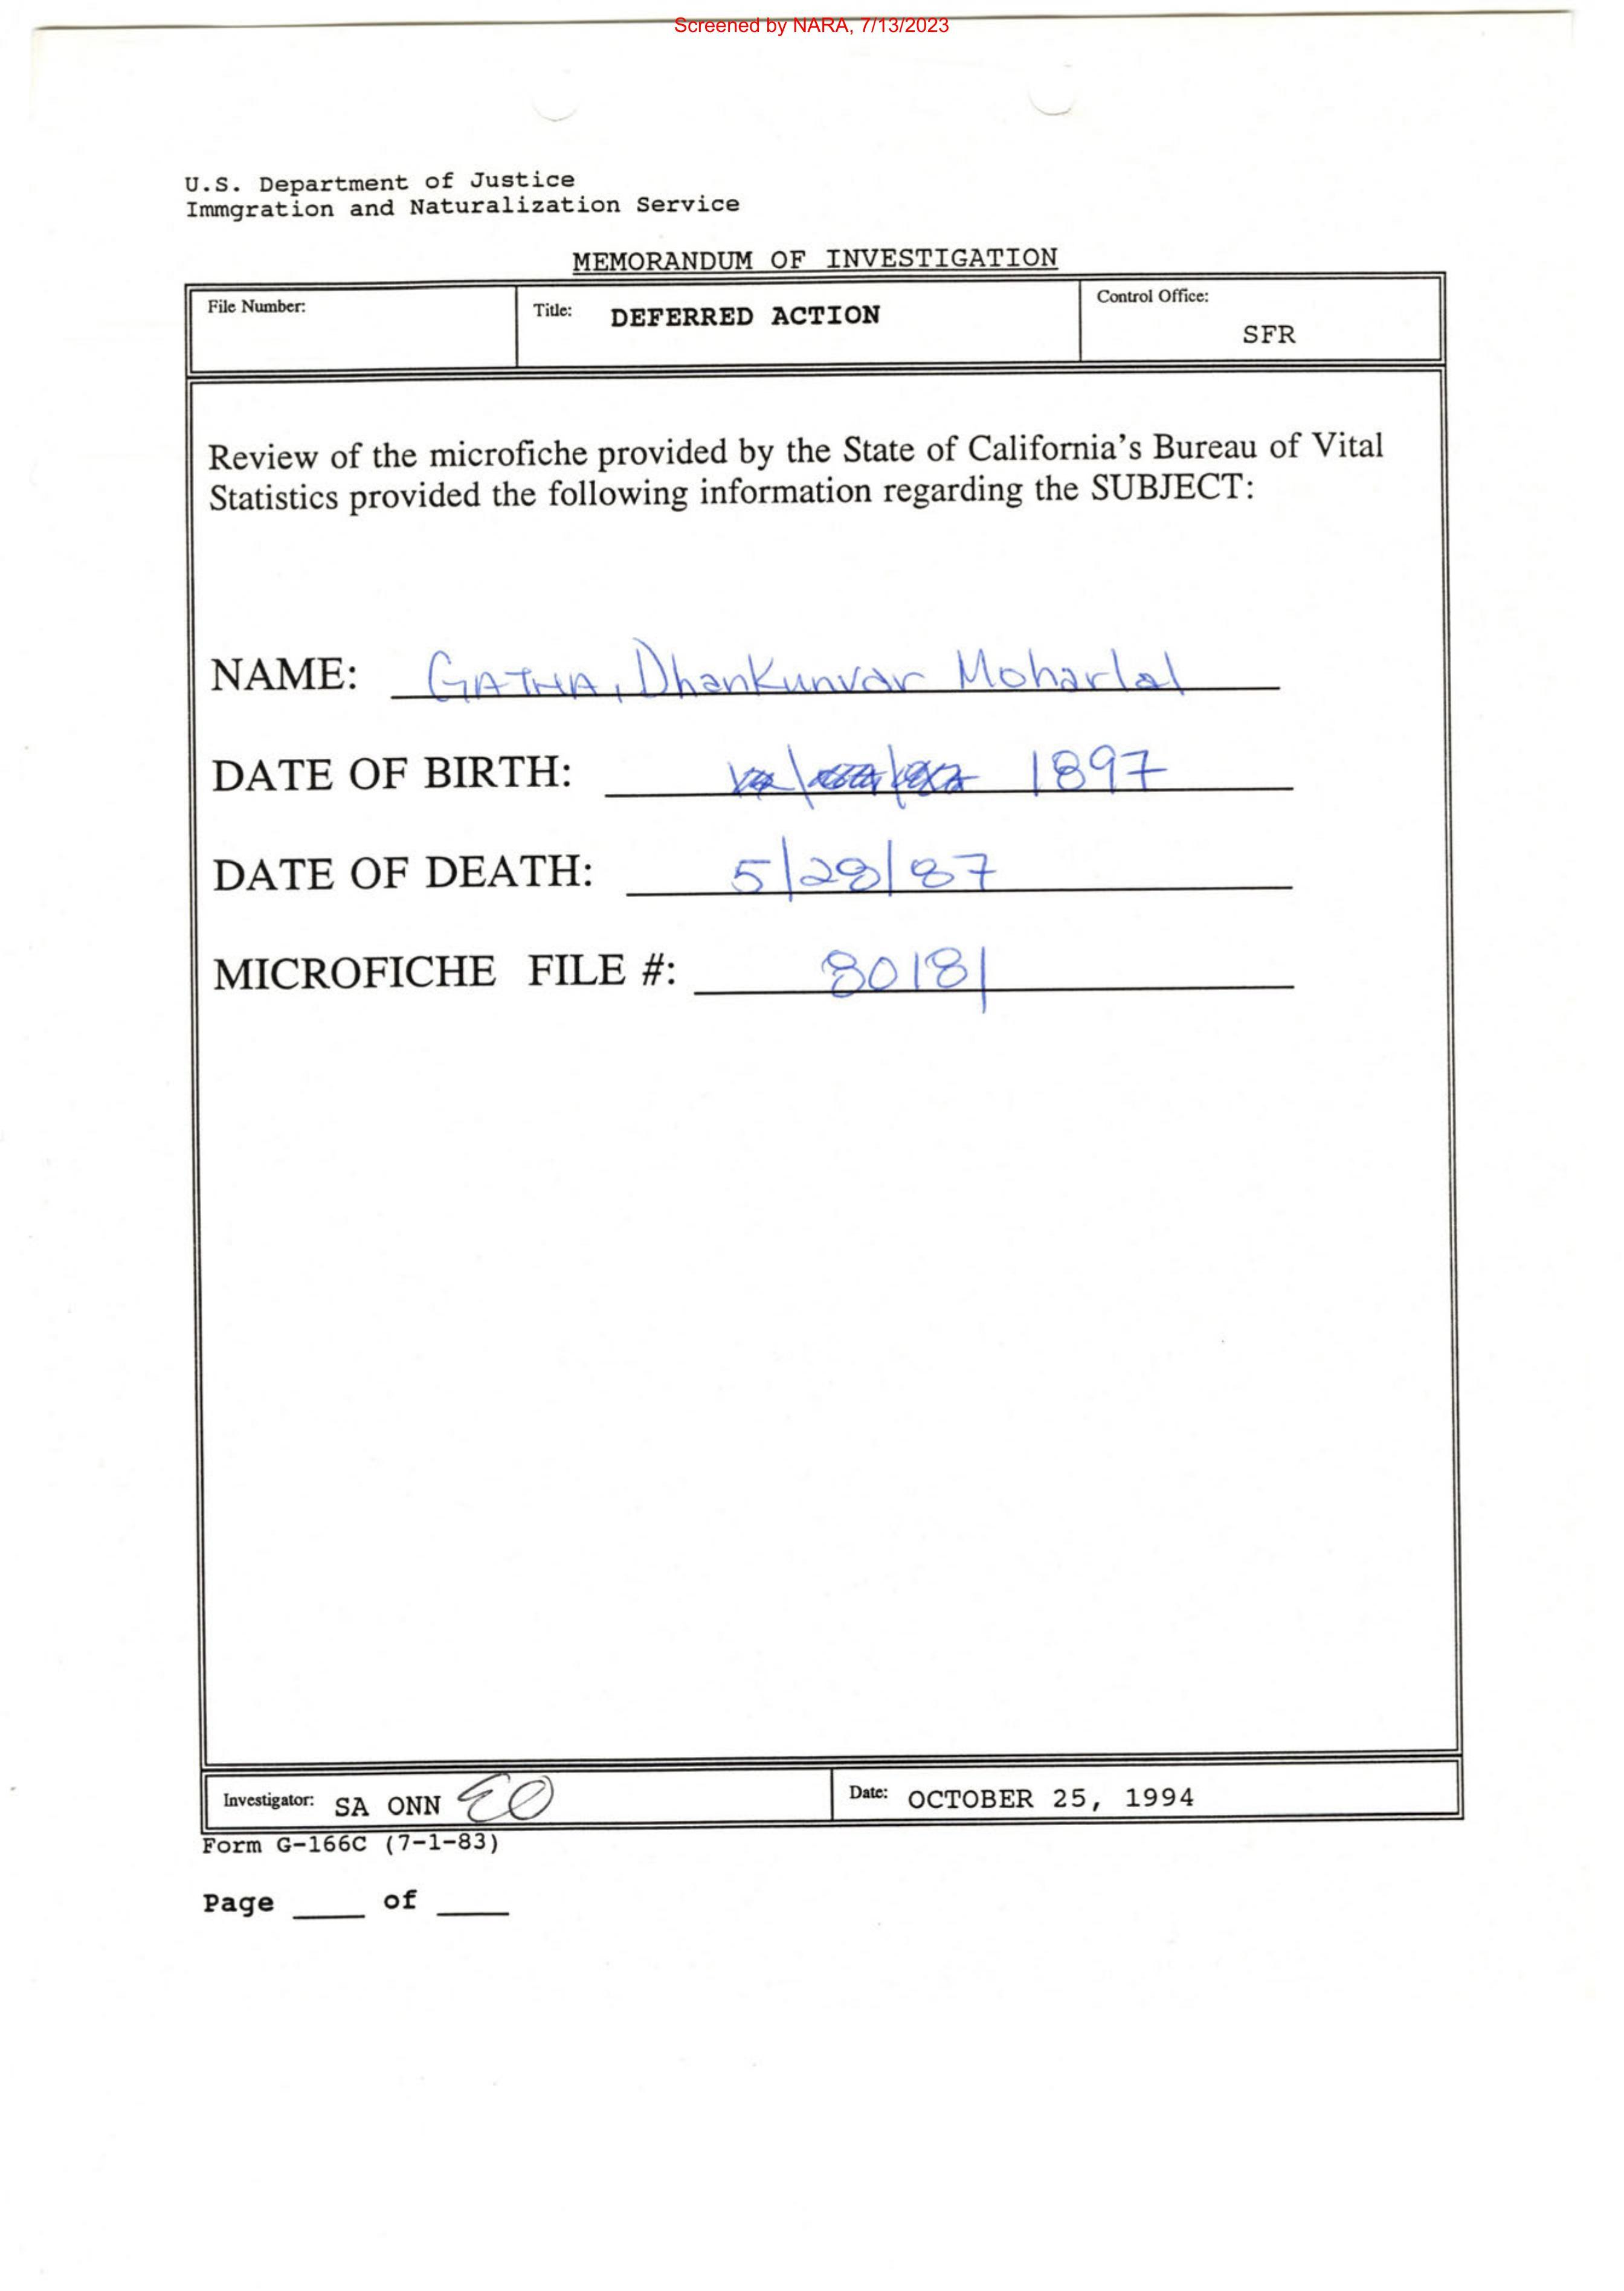 Screened by NARA, 7/13/2023
U.S. Department of Justice
Immgration and Naturalization Service
MEMORANDUM OF INVESTIGATION
File Number:
Title: DEFERRED ACTION
Control Office:
SFR
Review of the microfiche provided by the State of California's Bureau of Vital
Statistics provided the following information regarding the SUBJECT:
NAME: GATHA, Dhankunvar Moharlal
DATE OF BIRTH: 1897
DATE OF DEATH: 5/28/87
MICROFICHE FILE #: 80181
Investigator: SA ONN EO
Date: OCTOBER 25, 1994
Form G-166C (7-1-83)
Page ____ of ____